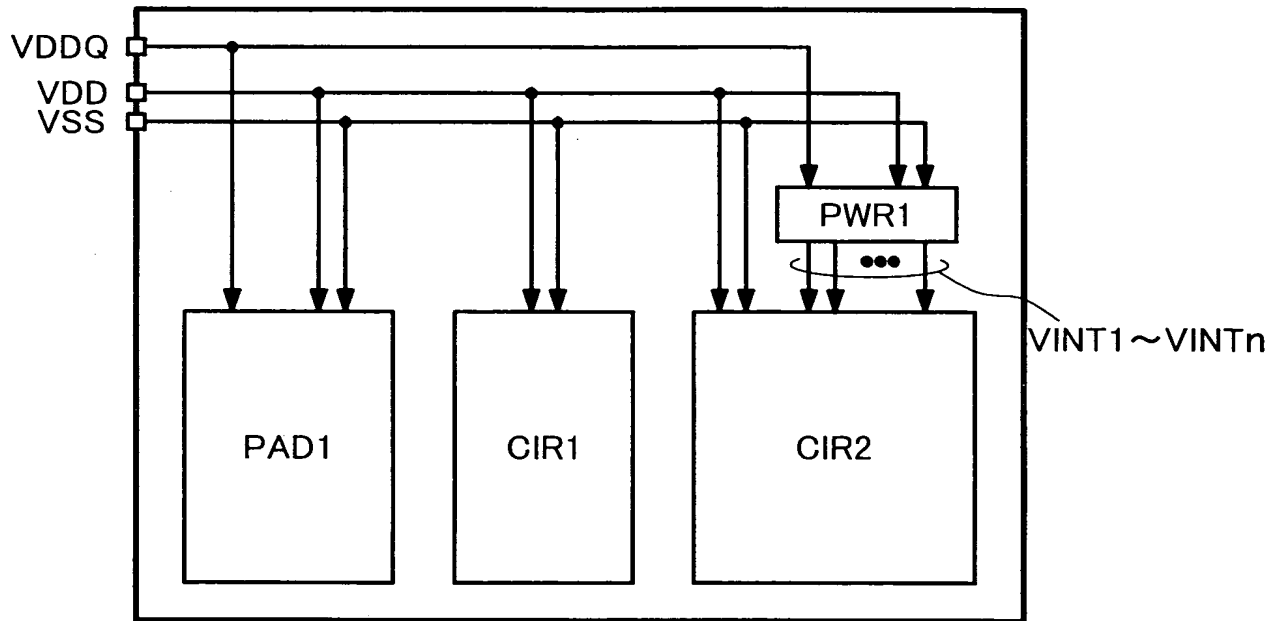 VDDQ
VDD
VSS
PWR1
●●●
VINT1～VINTn
PAD1
CIR1
CIR2